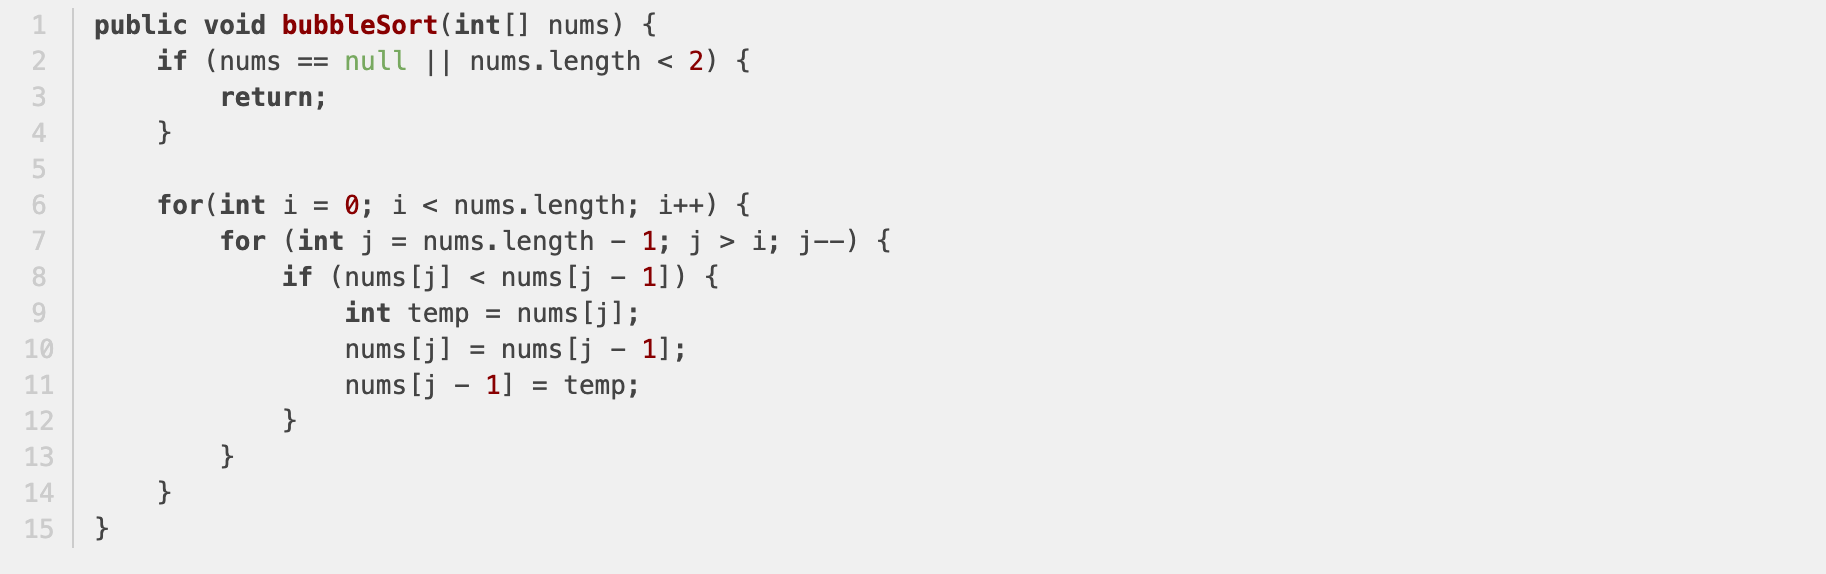 1 public void bubbleSort(int[] nums) {
2     if (nums == null || nums.length < 2) {
3         return;
4     }
5
6     for(int i = 0; i < nums.length; i++) {
7         for (int j = nums.length - 1; j > i; j--) {
8             if (nums[j] < nums[j - 1]) {
9                 int temp = nums[j];
10                 nums[j] = nums[j - 1];
11                 nums[j - 1] = temp;
12             }
13         }
14     }
15 }